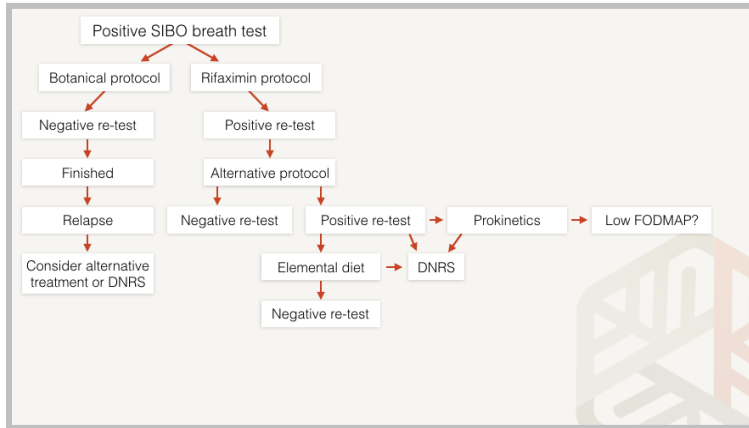 Positive SIBO breath test
Botanical protocol
Rifaximin protocol
Negative re-test
Positive re-test
Finished
Alternative protocol
Relapse
Negative re-test
Positive re-test
Prokinetics
Low FODMAP?
Consider alternative
treatment or DNRS
Elemental diet
DNRS
Negative re-test